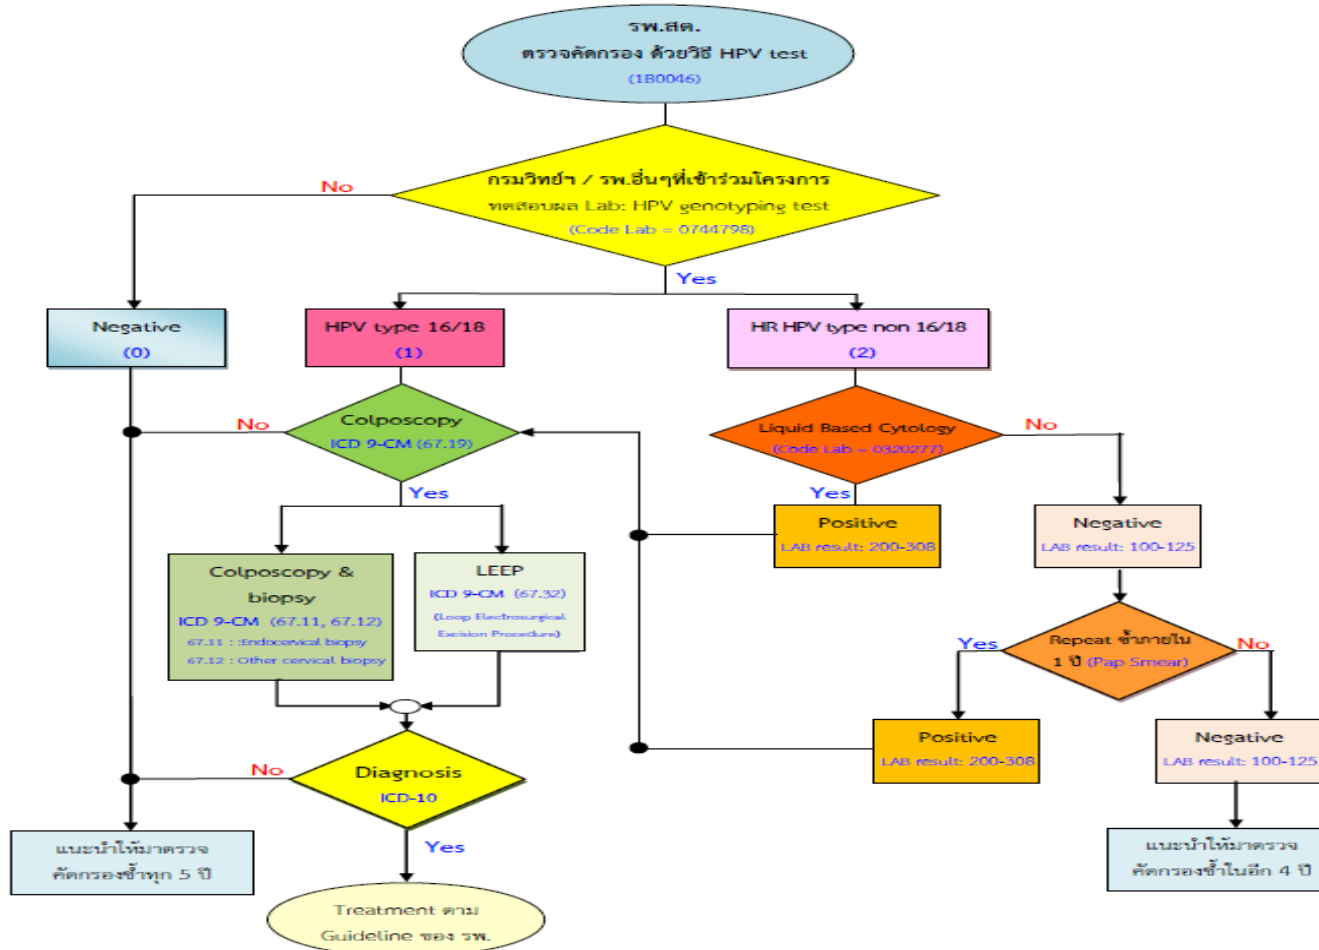 รพ.สต.
ตรวจคัดกรอง ด้วยวิธี HPV test
(1B0046)
กรมวิทย์ฯ / รพ.อื่นๆที่เข้าร่วมโครงการ
ทดสอบผล Lab: HPV genotyping test
(Code Lab = 0744798)
No
Yes
Negative
(0)
HPV type 16/18
(1)
HR HPV type non 16/18
(2)
Colposcopy
ICD 9-CM (67.19)
No
Yes
Liquid Based Cytology
(Code Lab = 0320277)
No
Yes
Positive
LAB result: 200-308
Negative
LAB result: 100-125
Colposcopy &
biopsy
ICD 9-CM (67.11, 67.12)
67.11 : :Endocervical biopsy
67.12 : Other cervical biopsy
LEEP
ICD 9-CM (67.32)
(Loop Electrosurgical
Excision Procedure)
Yes
Repeat ซ้ำภายใน
1 ปี (Pap Smear)
No
Positive
LAB result: 200-308
Negative
LAB result: 100-125
No
Diagnosis
ICD-10
Yes
แนะนำให้มาตรวจ
คัดกรองซ้ำทุก 5 ปี
แนะนำให้มาตรวจ
คัดกรองซ้ำในอีก 4 ปี
Treatment ตาม
Guideline ของ รพ.